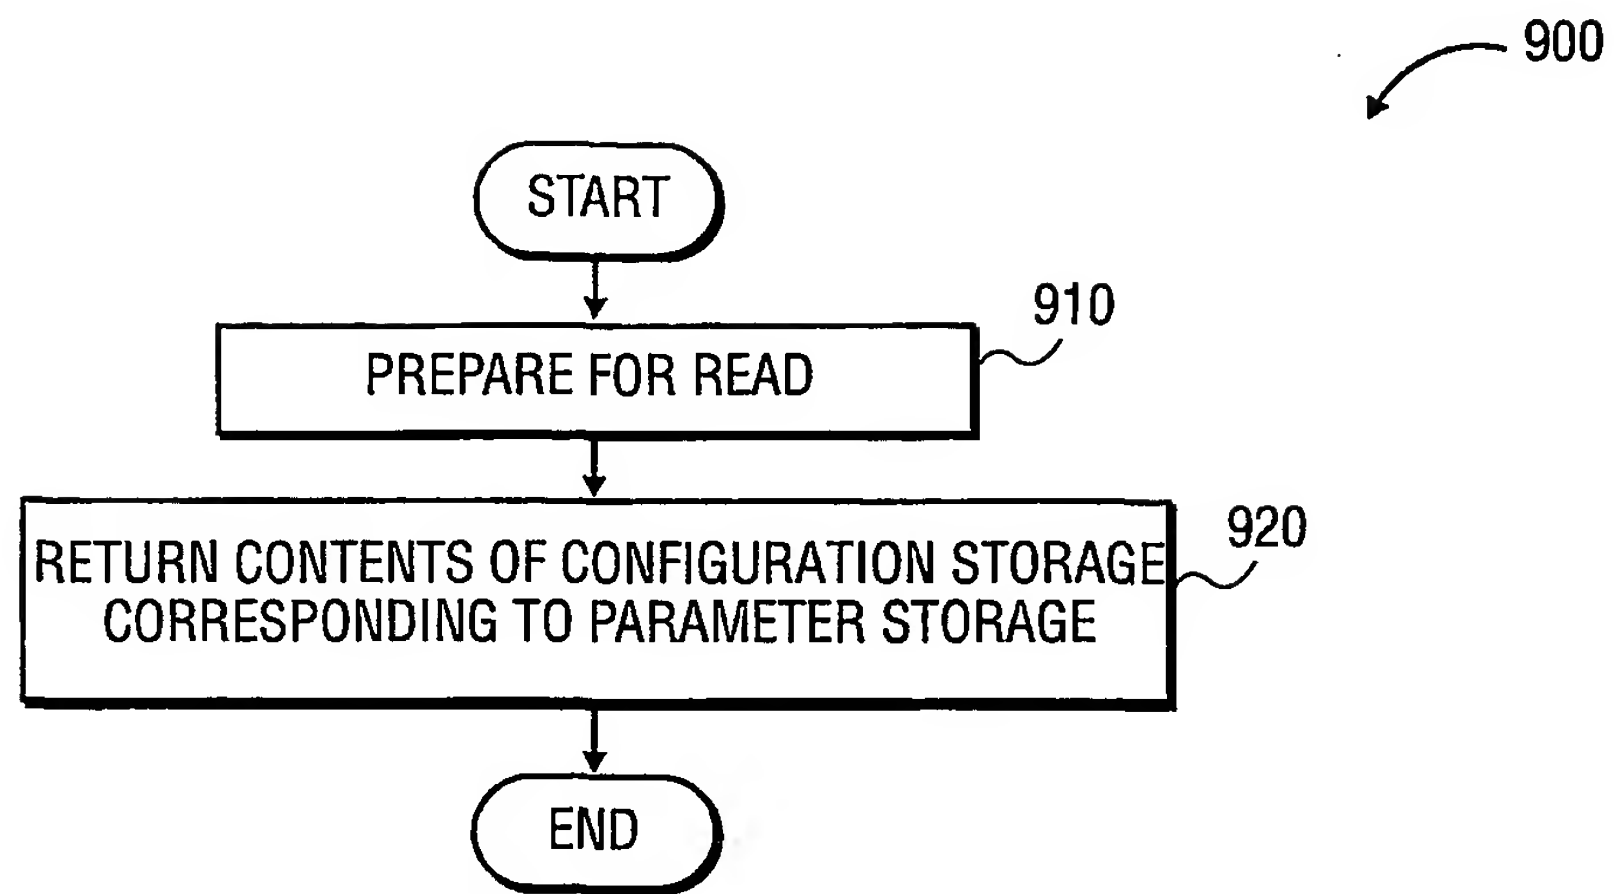 900
START
910
PREPARE FOR READ
920
RETURN CONTENTS OF CONFIGURATION STORAGE
CORRESPONDING TO PARAMETER STORAGE
END